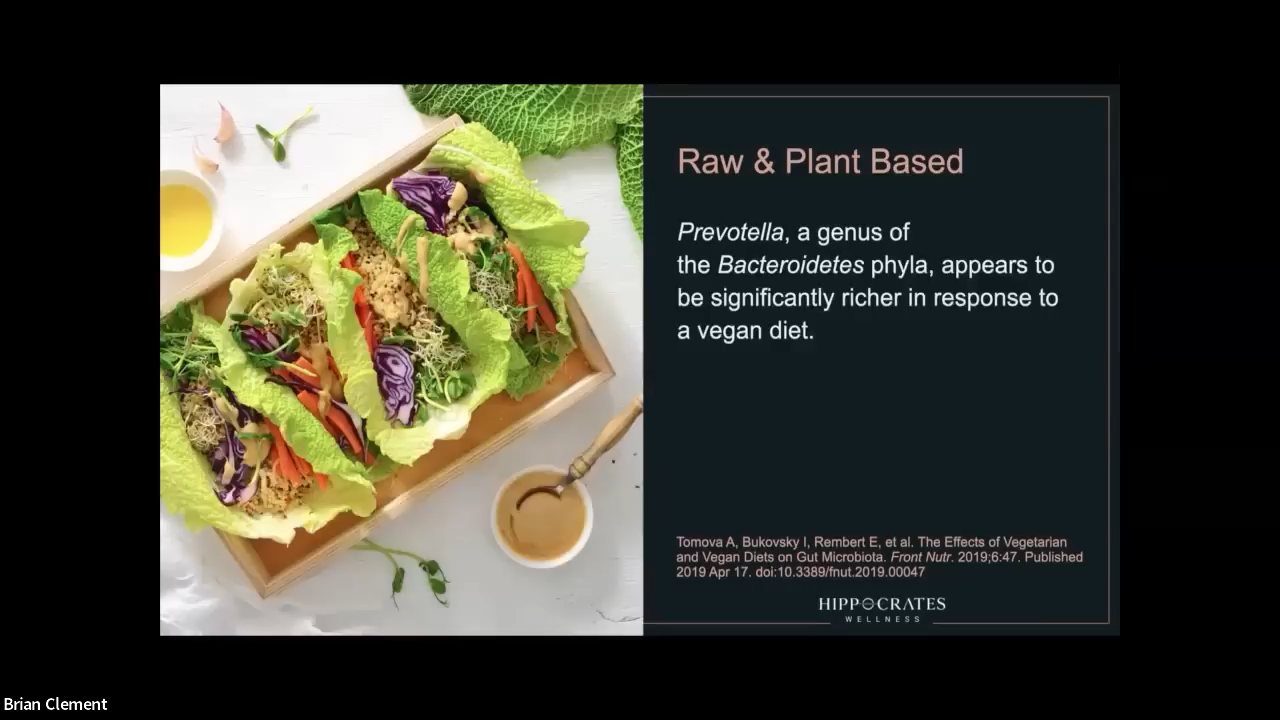 Raw & Plant Based
Prevotella, a genus of
the Bacteroidetes phyla, appears to
be significantly richer in response to
a vegan diet.
Tomova A, Bukovsky I, Rembert E, et al. The Effects of Vegetarian
and Vegan Diets on Gut Microbiota. Front Nutr. 2019;6:47. Published
2019 Apr 17. doi:10.3389/fnut.2019.00047
HIPPOCRATES
WELLNESS
Brian Clement